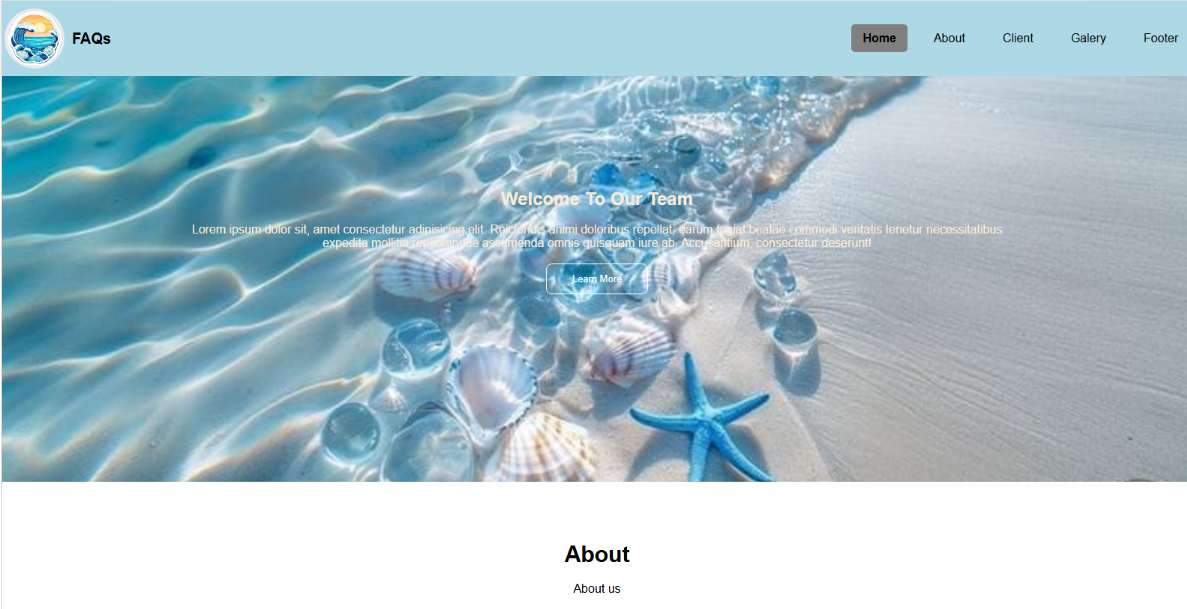 FAQs
Home
About
Client
Galery
Footer
Welcome To Our Team
Lorem ipsum dolor sit, amet consectetur adipisicing elit. Reiciendis animi doloribus repellat, earum fugiat beatae commodi veritatis tenetur necessitatibus
expedita mollitia repellendae assumenda omnis quisquam iure ab. Accusantium, consectetur deserunt!
Learn More
About
About us